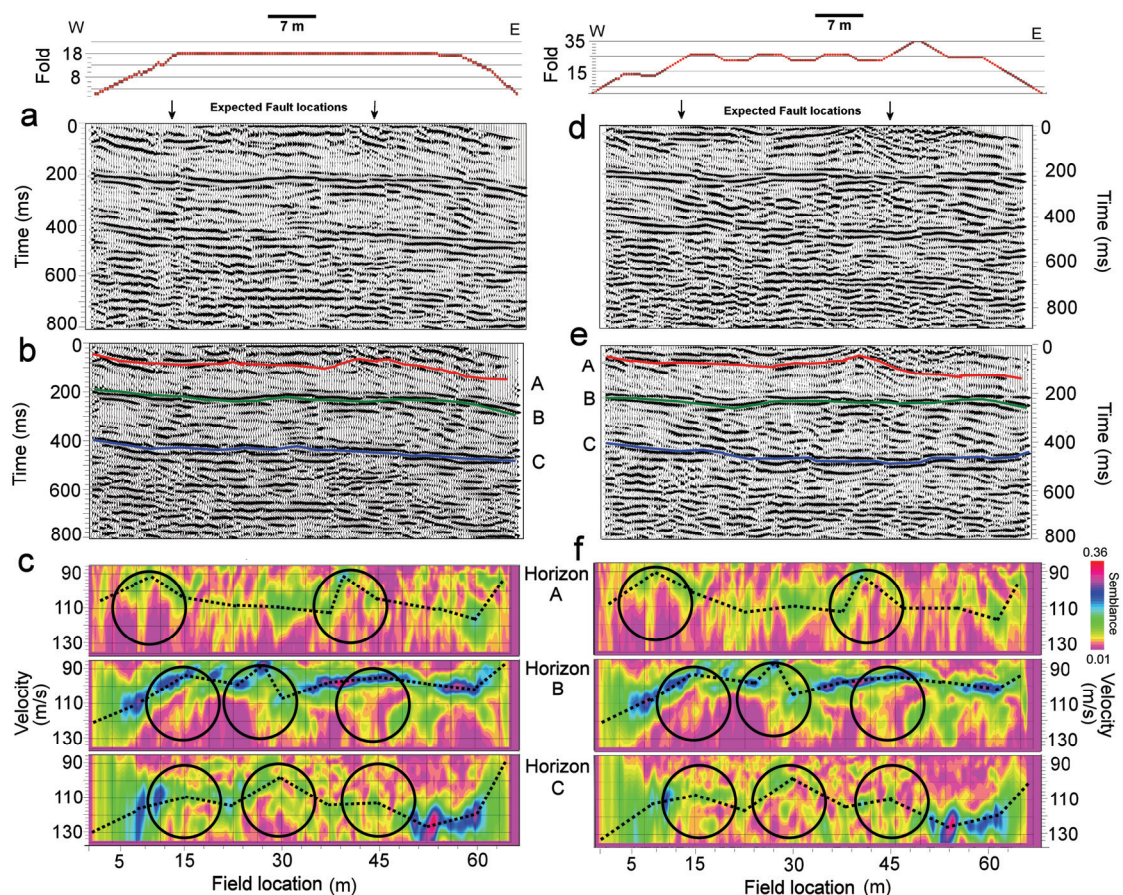 W 7 m E
Fold
18
8
Expected Fault locations
a
0
200
400
600
800
Time (ms)
b
0
200
400
600
800
Time (ms)
A
B
C
c
90
110
130
90
110
130
90
110
130
Velocity
(m/s)
5 15 30 45 60
Field location (m)
W 7 m E
Fold
35
15
Expected Fault locations
d
0
200
400
600
800
Time (ms)
e
A
B
C
0
200
400
600
800
Time (ms)
f
Horizon
A
Horizon
B
Horizon
C
90
110
130
90
110
130
90
110
130
0.36
Semblance
0.01
Velocity
(m/s)
5 15 30 45 60
Field location (m)